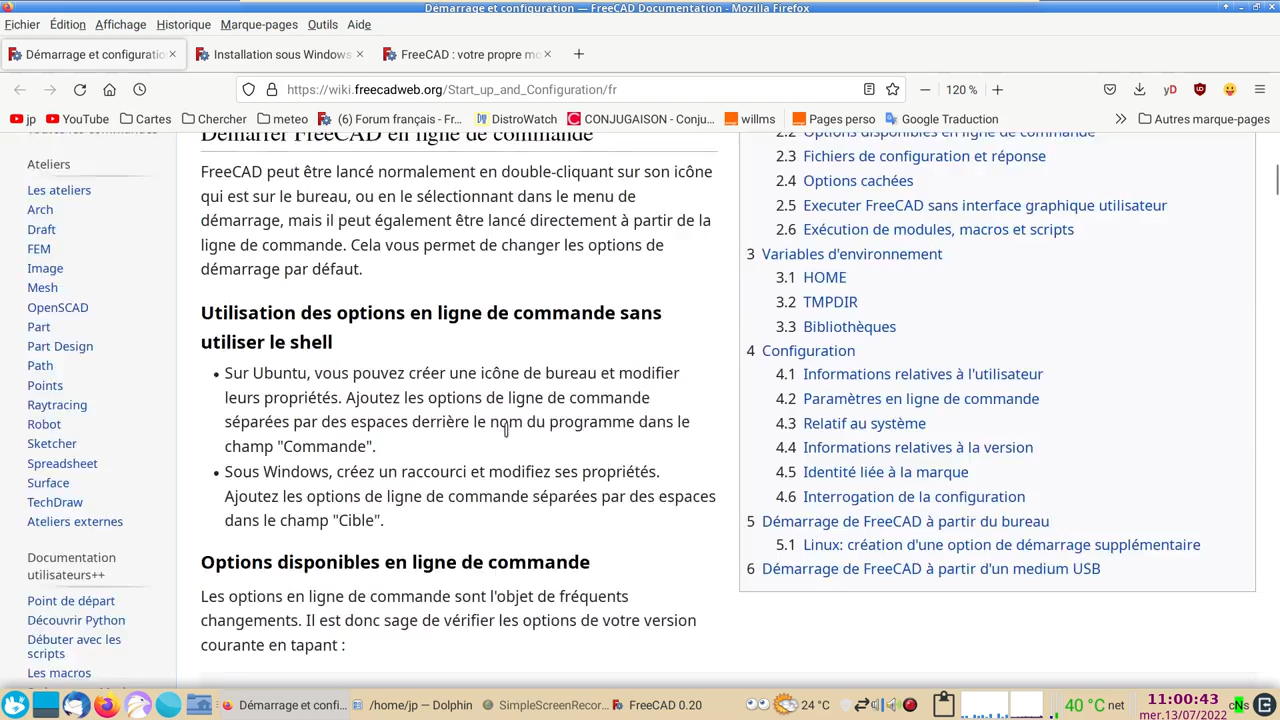 Démarrage et configuration — FreeCAD Documentation - Mozilla Firefox
Fichier Édition Affichage Historique Marque-pages Outils Aide
Démarrage et configuratio Installation sous Windows FreeCAD : votre propre mo
https://wiki.freecadweb.org/Start_up_and_Configuration/fr 120 % yD
jp YouTube Cartes Chercher meteo (6) Forum français - Fr... DistroWatch CONJUGAISON - Conju... willms Pages perso Google Traduction Autres marque-pages
Démarrer FreeCAD en ligne de commande
FreeCAD peut être lancé normalement en double-cliquant sur son icône
qui est sur le bureau, ou en le sélectionnant dans le menu de
démarrage, mais il peut également être lancé directement à partir de la
ligne de commande. Cela vous permet de changer les options de
démarrage par défaut.
Utilisation des options en ligne de commande sans
utiliser le shell
• Sur Ubuntu, vous pouvez créer une icône de bureau et modifier
leurs propriétés. Ajoutez les options de ligne de commande
séparées par des espaces derrière le nom du programme dans le
champ "Commande".
• Sous Windows, créez un raccourci et modifiez ses propriétés.
Ajoutez les options de ligne de commande séparées par des espaces
dans le champ "Cible".
Options disponibles en ligne de commande
Les options en ligne de commande sont l'objet de fréquents
changements. Il est donc sage de vérifier les options de votre version
courante en tapant :
Ateliers
Les ateliers
Arch
Draft
FEM
Image
Mesh
OpenSCAD
Part
Part Design
Path
Points
Raytracing
Robot
Sketcher
Spreadsheet
Surface
TechDraw
Ateliers externes
Documentation
utilisateurs++
Point de départ
Découvrir Python
Débuter avec les
scripts
Les macros
2.2 Options disponibles en ligne de commande
2.3 Fichiers de configuration et réponse
2.4 Options cachées
2.5 Executer FreeCAD sans interface graphique utilisateur
2.6 Exécution de modules, macros et scripts
3 Variables d'environnement
3.1 HOME
3.2 TMPDIR
3.3 Bibliothèques
4 Configuration
4.1 Informations relatives à l'utilisateur
4.2 Paramètres en ligne de commande
4.3 Relatif au système
4.4 Informations relatives à la version
4.5 Identité liée à la marque
4.6 Interrogation de la configuration
5 Démarrage de FreeCAD à partir du bureau
5.1 Linux: création d'une option de démarrage supplémentaire
6 Démarrage de FreeCAD à partir d'un medium USB
Démarrage et confi... /home/jp — Dolphin SimpleScreenRecor... FreeCAD 0.20 24 °C 40 °C net 11:00:43
mer.13/07/2022